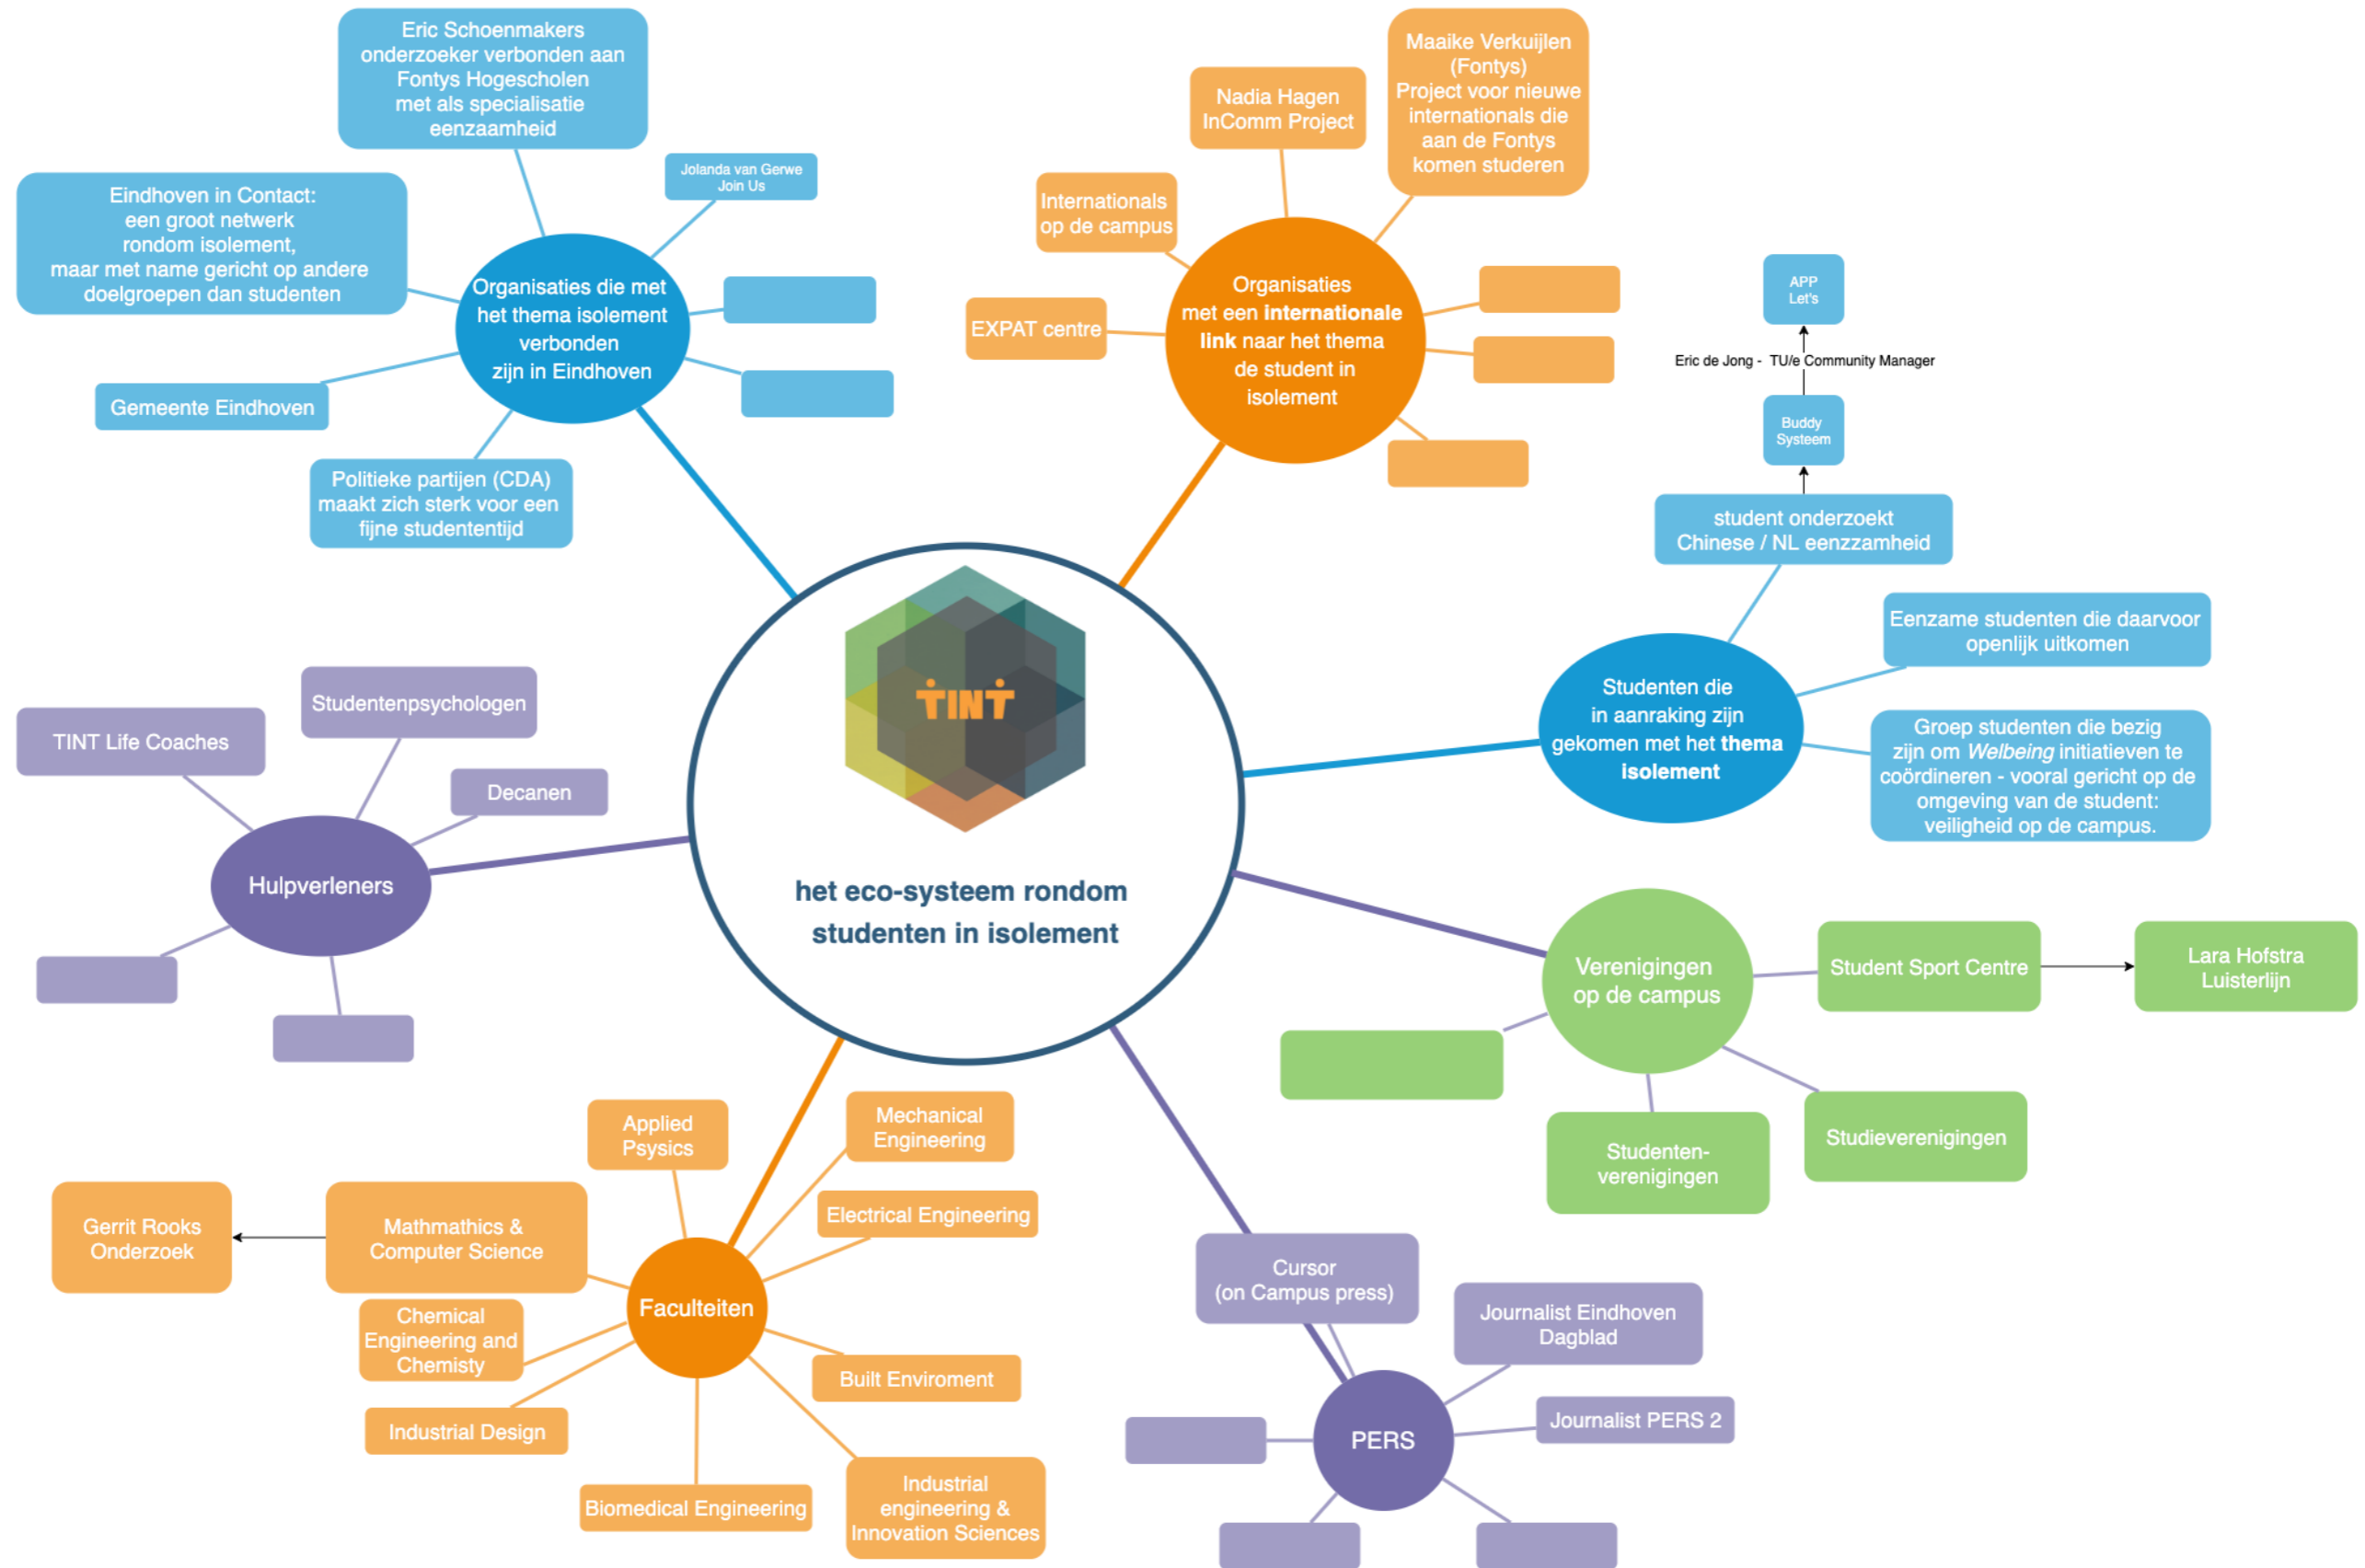 Eric Schoenmakers
onderzoeker verbonden aan
Fontys Hogescholen
met als specialisatie
eenzaamheid
Jolanda van Gerwe
Join Us
Eindhoven in Contact:
een groot netwerk
rondom isolement,
maar met name gericht op andere
doelgroepen dan studenten
Organisaties die met
het thema isolement
verbonden
zijn in Eindhoven
Gemeente Eindhoven
Politieke partijen (CDA)
maakt zich sterk voor een
fijne studententijd
Maaike Verkuijlen
(Fontys)
Project voor nieuwe
internationals die
aan de Fontys
komen studeren
Nadia Hagen
InComm Project
Internationals
op de campus
EXPAT centre
Organisaties
met een internationale
link naar het thema
de student in
isolement
APP
Let's
Eric de Jong - TU/e Community Manager
Buddy
Systeem
student onderzoekt
Chinese / NL eenzzamheid
Eenzame studenten die daarvoor
openlijk uitkomen
Studenten die
in aanraking zijn
gekomen met het thema
isolement
Groep studenten die bezig
zijn om Welbeing initiatieven te
coördineren - vooral gericht op de
omgeving van de student:
veiligheid op de campus.
TINT
het eco-systeem rondom
studenten in isolement
Studentenpsychologen
TINT Life Coaches
Decanen
Hulpverleners
Verenigingen
op de campus
Student Sport Centre
Lara Hofstra
Luisterlijn
Studenten-
verenigingen
Studieverenigingen
Applied
Psysics
Mechanical
Engineering
Electrical Engineering
Gerrit Rooks
Onderzoek
Mathmathics &
Computer Science
Faculteiten
Chemical
Engineering and
Chemisty
Industrial Design
Built Enviroment
Biomedical Engineering
Industrial
engineering &
Innovation Sciences
Cursor
(on Campus press)
Journalist Eindhoven
Dagblad
Journalist PERS 2
PERS